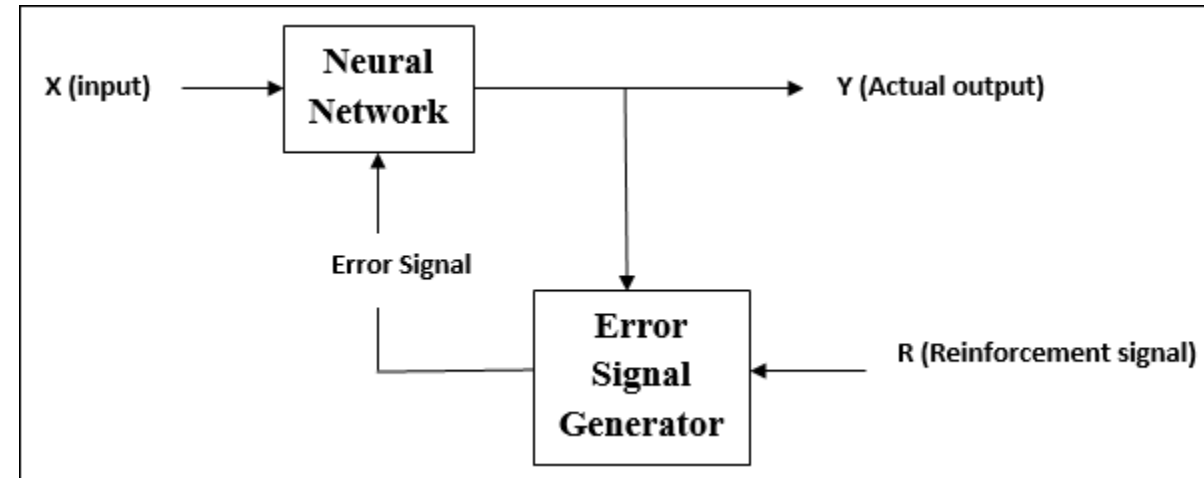 X (input)
Neural
Network
Y (Actual output)
Error Signal
Error
Signal
Generator
R (Reinforcement signal)